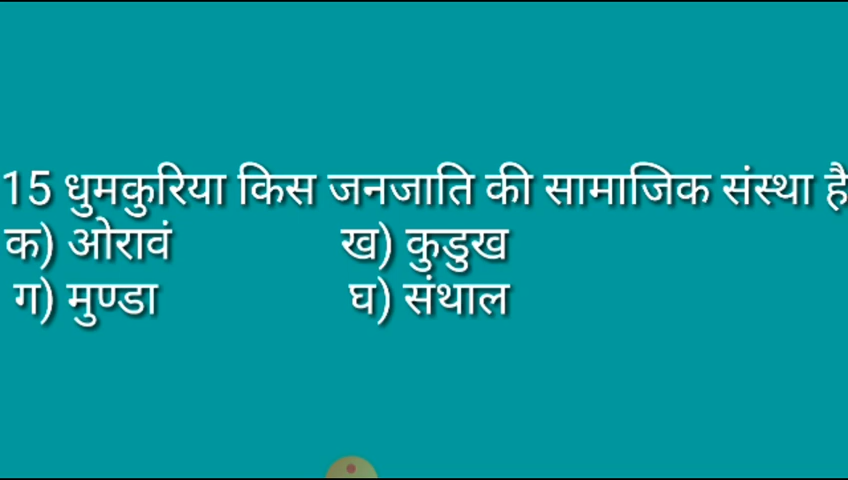 15 धुमकुरिया किस जनजाति की सामाजिक संस्था है
क) ओरावं ख) कुडुख
ग) मुण्डा घ) संथाल